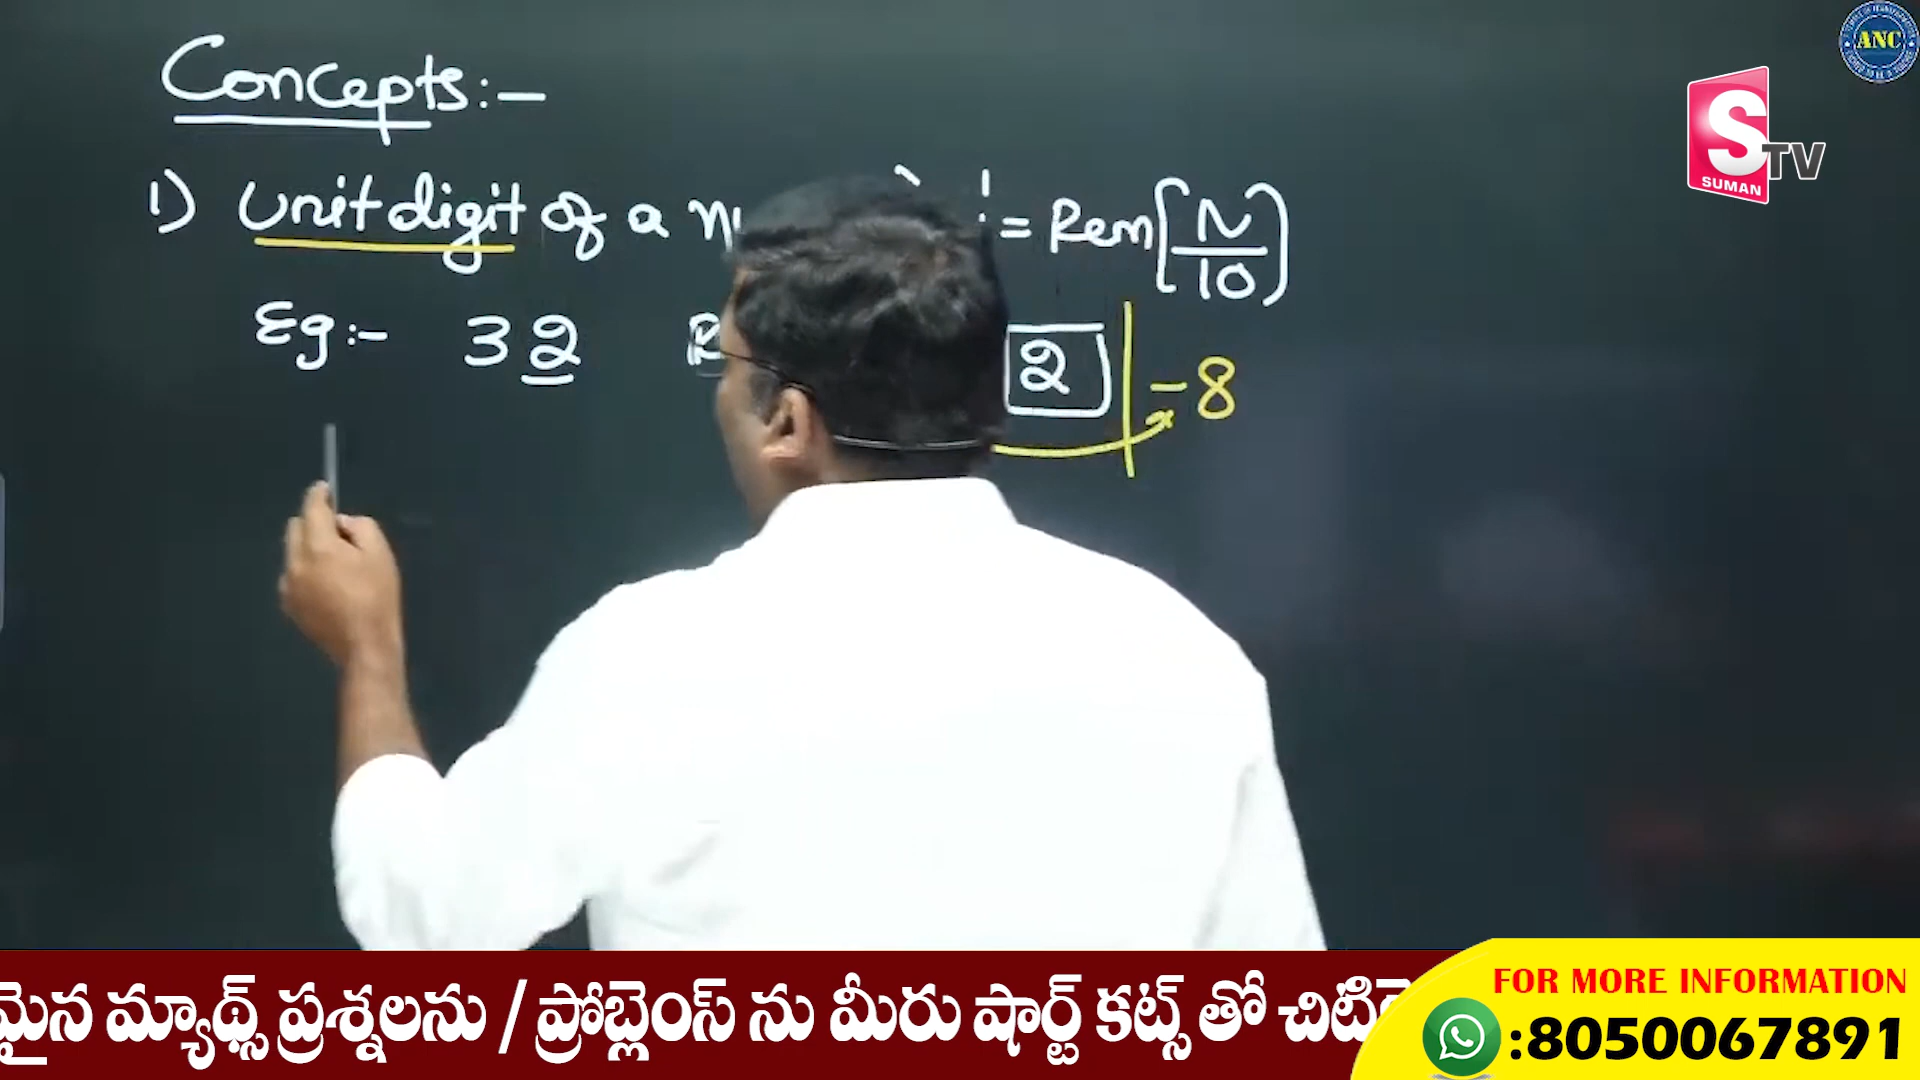 Concepts:-
1) Unit digit of a = Rem[N/10]
Eg:- 32 2 -8
ANC
S TV
SUMAN
మైన మ్యాథ్స్ ప్రశ్నలను / ప్రోబ్లెంస్ ను మీరు షార్ట్ కట్స్ తో
FOR MORE INFORMATION
:8050067891